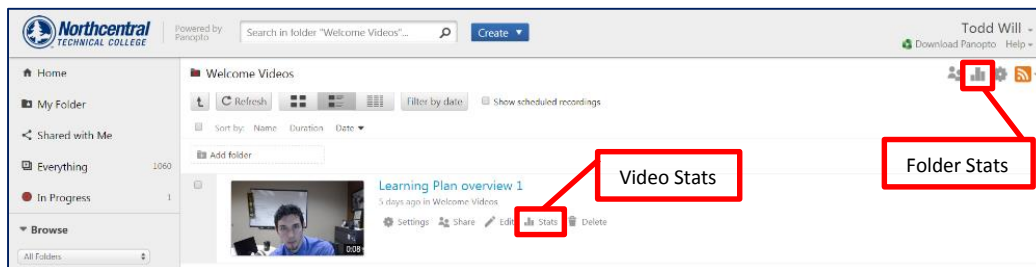 Northcentral
TECHNICAL COLLEGE
Powered by
Panopto
Search in folder "Welcome Videos"...
Create
Todd Will
Download Panopto Help
Home
My Folder
Shared with Me
Everything 1060
In Progress 1
Browse
All Folders
Welcome Videos
Refresh
Filter by date
Show scheduled recordings
Sort by: Name Duration Date
Add folder
Learning Plan overview 1
5 days ago in Welcome Videos
Settings Share Edit Stats Delete
0:08
Video Stats
Folder Stats